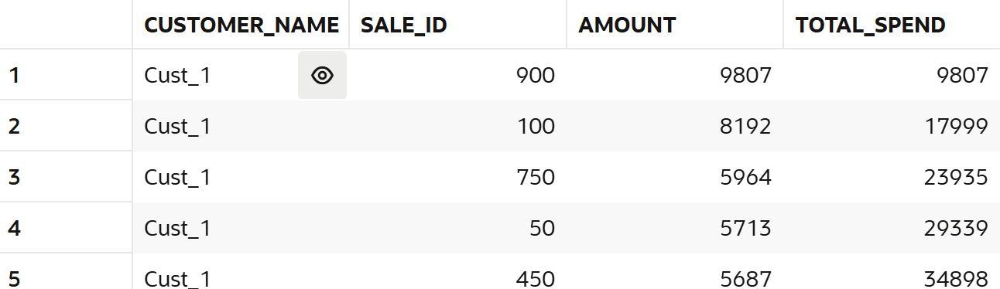 CUSTOMER_NAME SALE_ID AMOUNT TOTAL_SPEND
1 Cust_1 900 9807 9807
2 Cust_1 100 8192 17999
3 Cust_1 750 5964 23935
4 Cust_1 50 5713 29339
5 Cust_1 450 5687 34898